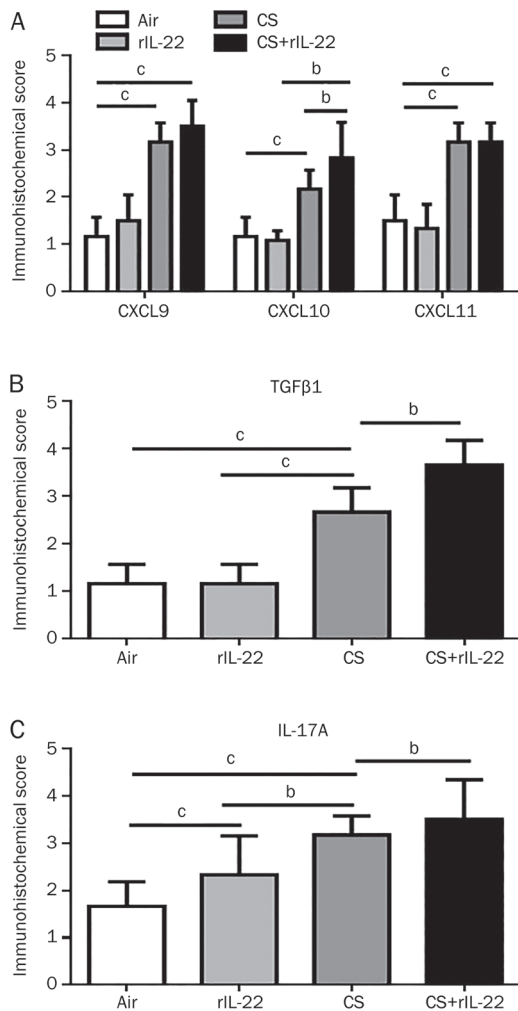 A
Air
CS
rIL-22
CS+rIL-22
Immunohistochemical score
5
4
3
2
1
0
c
c
c
b
b
b
c
c
CXCL9
CXCL10
CXCL11
B
TGFβ1
Immunohistochemical score
5
4
3
2
1
0
c
c
b
Air
rIL-22
CS
CS+rIL-22
C
IL-17A
Immunohistochemical score
5
4
3
2
1
0
c
c
b
b
Air
rIL-22
CS
CS+rIL-22